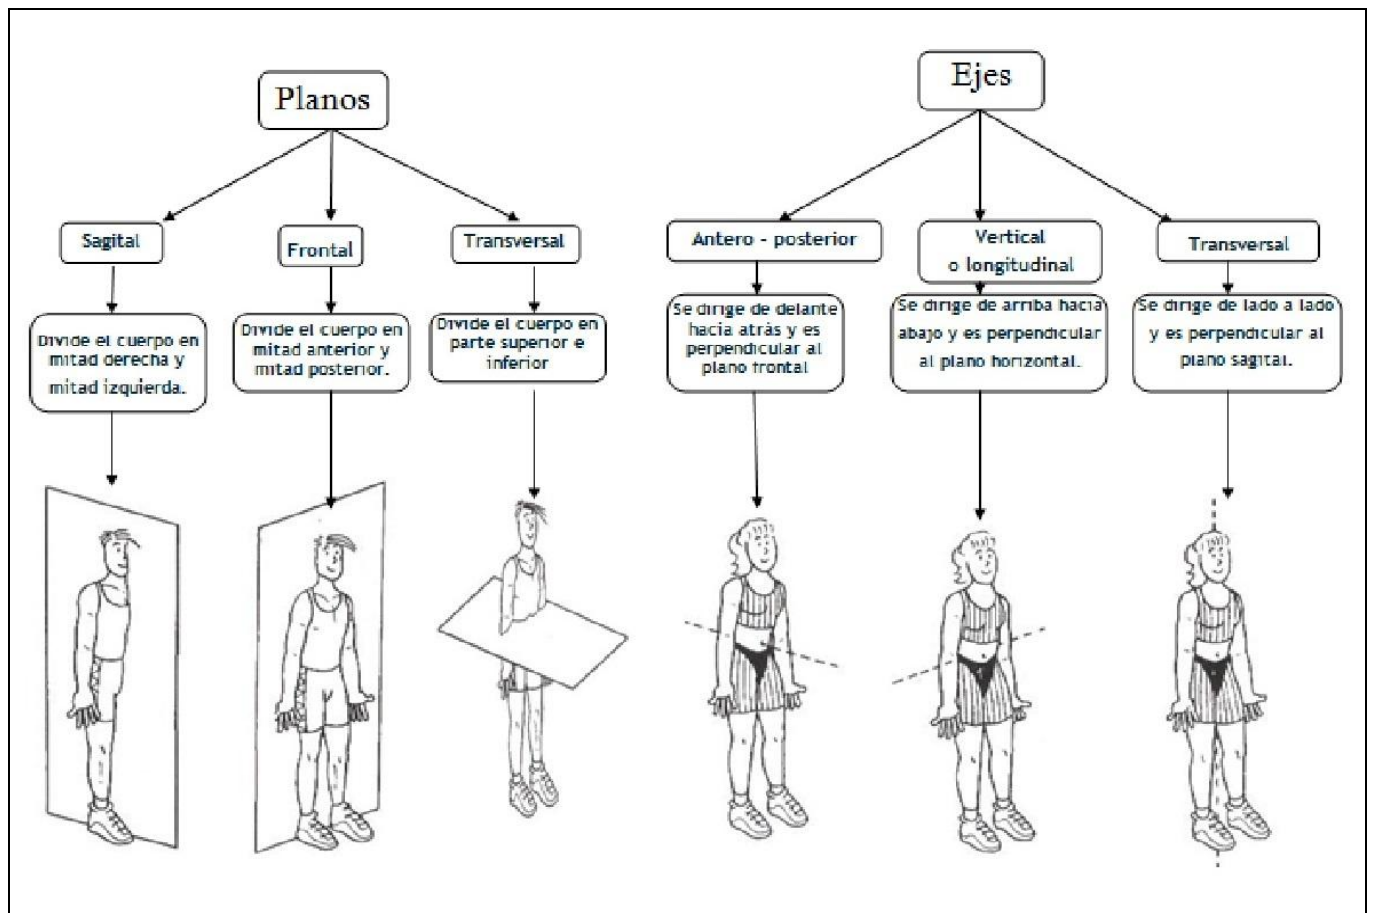 Planos
Ejes
Sagital
Frontal
Transversal
Antero - posterior
Vertical
o longitudinal
Transversal
Divide el cuerpo en
mitad derecha y
mitad izquierda.
Divide el cuerpo en
mitad anterior y
mitad posterior.
Divide el cuerpo en
parte superior e
inferior
Se dirige de delante
hacia atrás y es
perpendicular al
plano frontal
Se dirige de arriba hacia
abajo y es perpendicular
al plano horizontal.
Se dirige de lado a lado
y es perpendicular al
plano sagital.